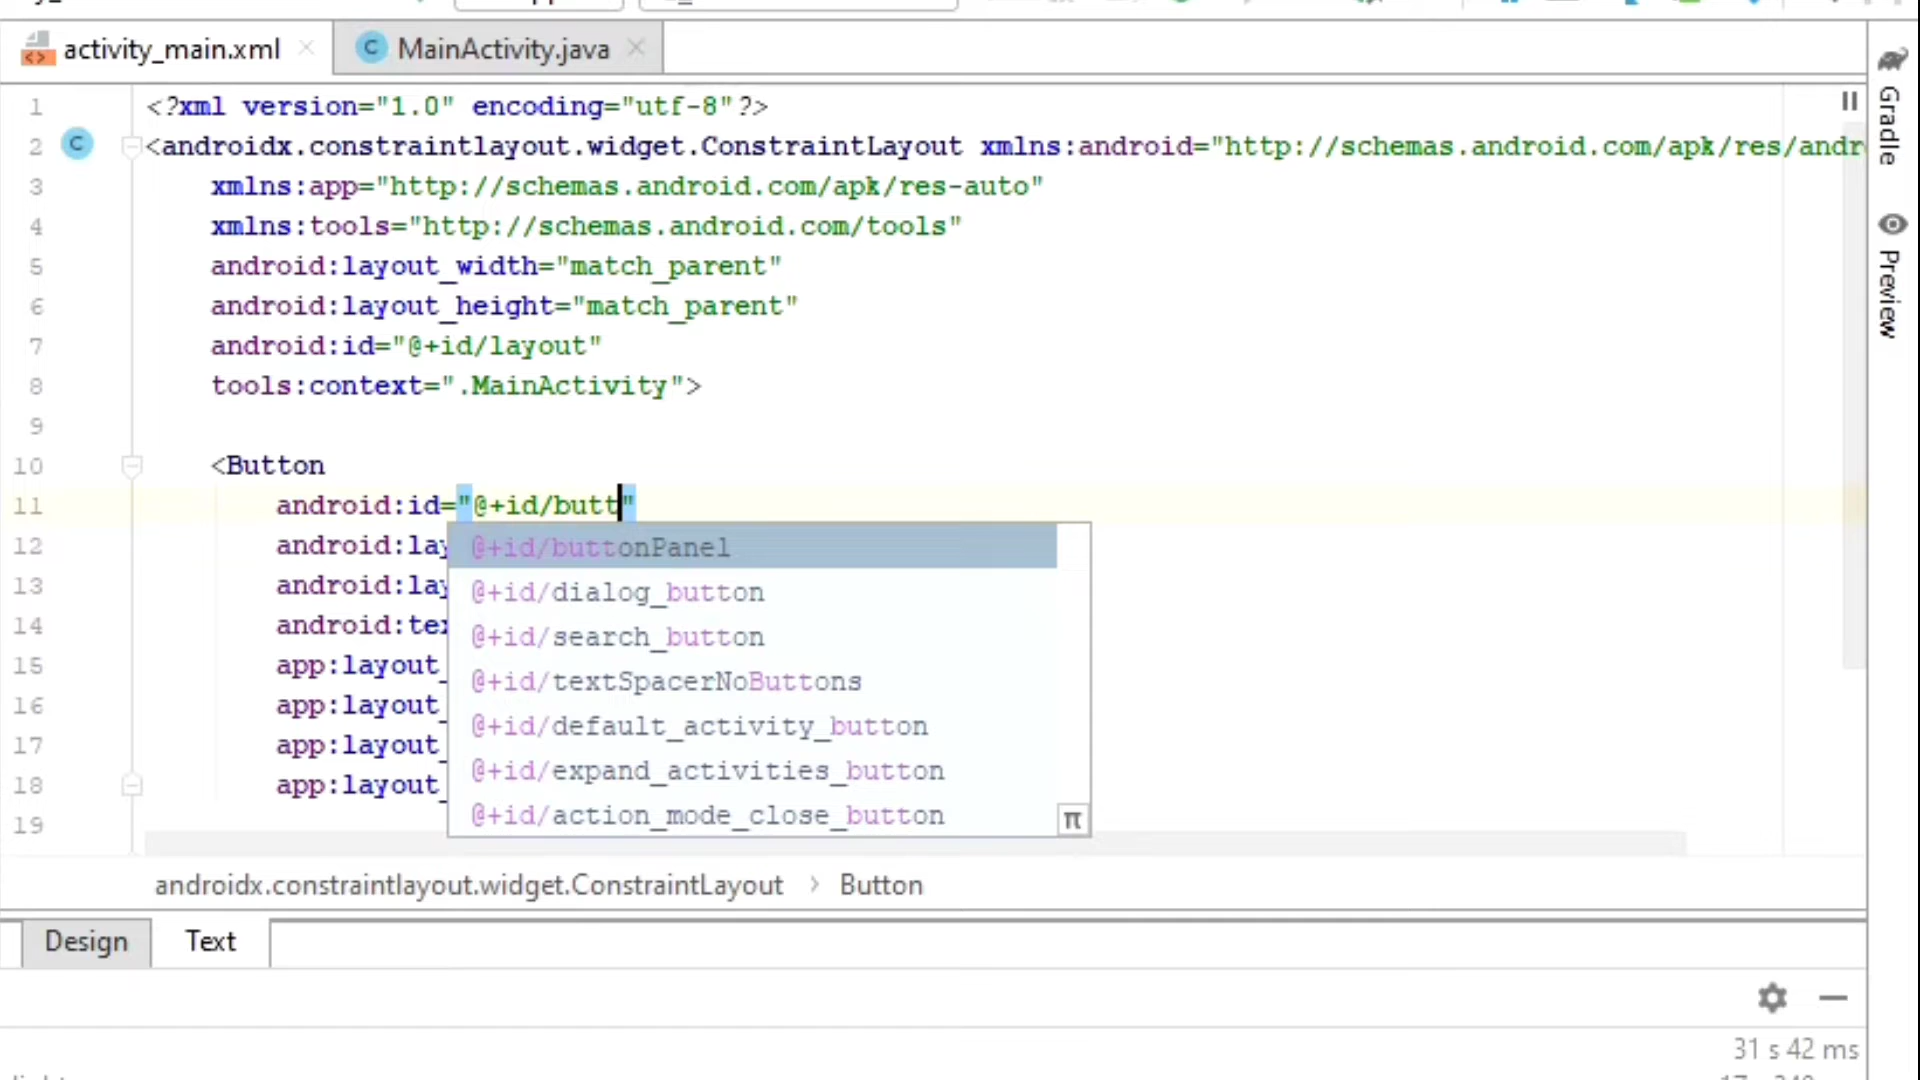 activity_main.xml
MainActivity.java
1 <?xml version="1.0" encoding="utf-8"?>
2 <androidx.constraintlayout.widget.ConstraintLayout xmlns:android="http://schemas.android.com/apk/res/andr
3 xmlns:app="http://schemas.android.com/apk/res-auto"
4 xmlns:tools="http://schemas.android.com/tools"
5 android:layout_width="match_parent"
6 android:layout_height="match_parent"
7 android:id="@+id/layout"
8 tools:context=".MainActivity">
9
10 <Button
11 android:id="@+id/butt"
12 android:lay
13 android:lay
14 android:tex
15 app:layout_
16 app:layout_
17 app:layout_
18 app:layout_
19
@+id/buttonPanel
@+id/dialog_button
@+id/search_button
@+id/textSpacerNoButtons
@+id/default_activity_button
@+id/expand_activities_button
@+id/action_mode_close_button
π
androidx.constraintlayout.widget.ConstraintLayout > Button
Design
Text
31 s 42 ms
Gradle
Preview